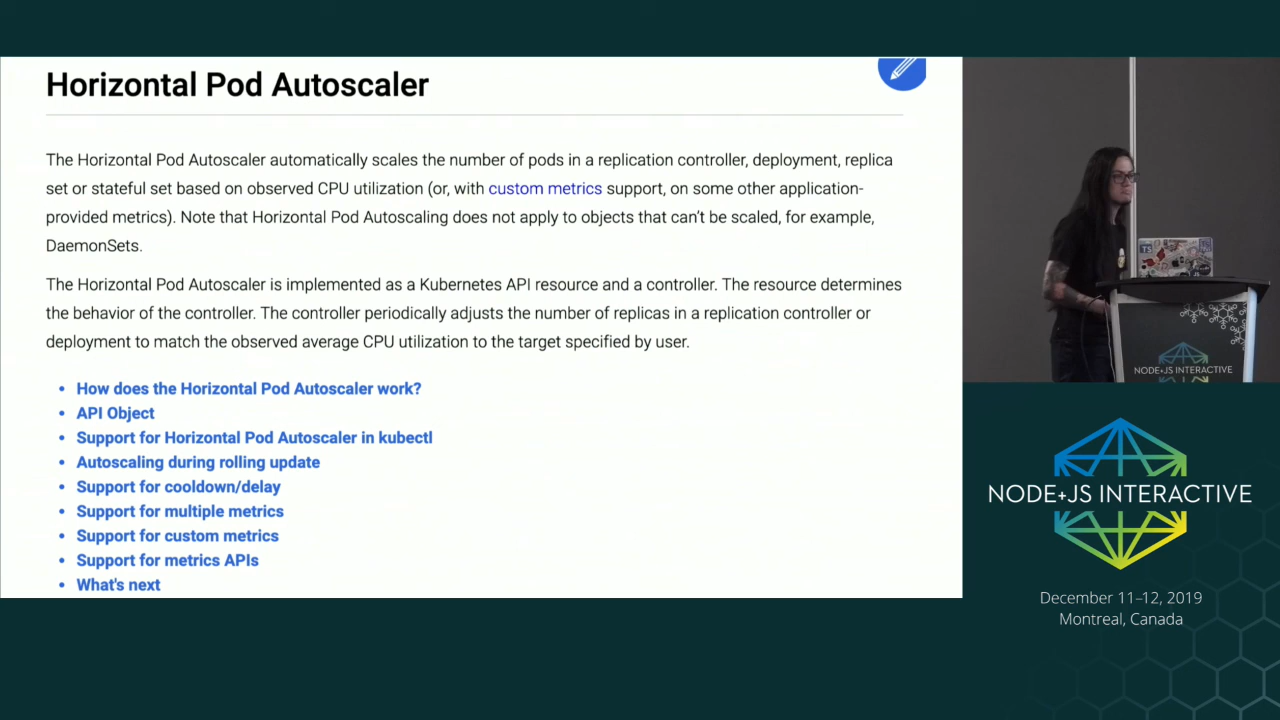 Horizontal Pod Autoscaler
The Horizontal Pod Autoscaler automatically scales the number of pods in a replication controller, deployment, replica
set or stateful set based on observed CPU utilization (or, with custom metrics support, on some other application-
provided metrics). Note that Horizontal Pod Autoscaling does not apply to objects that can't be scaled, for example,
DaemonSets.
The Horizontal Pod Autoscaler is implemented as a Kubernetes API resource and a controller. The resource determines
the behavior of the controller. The controller periodically adjusts the number of replicas in a replication controller or
deployment to match the observed average CPU utilization to the target specified by user.
• How does the Horizontal Pod Autoscaler work?
• API Object
• Support for Horizontal Pod Autoscaler in kubectl
• Autoscaling during rolling update
• Support for cooldown/delay
• Support for multiple metrics
• Support for custom metrics
• Support for metrics APIs
• What's next
TS
NODE+JS INTERACTIVE
NODE+JS INTERACTIVE
December 11–12, 2019
Montreal, Canada